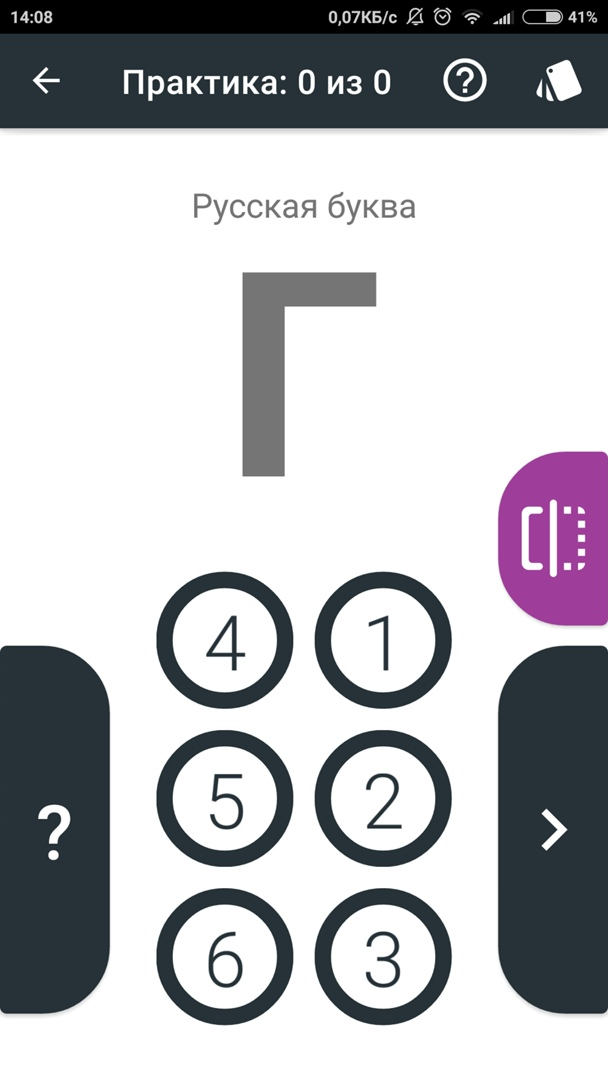 14:08 0,07КБ/с 41%
Практика: 0 из 0 ?
Русская буква
Г
4 1
5 2
? >
6 3